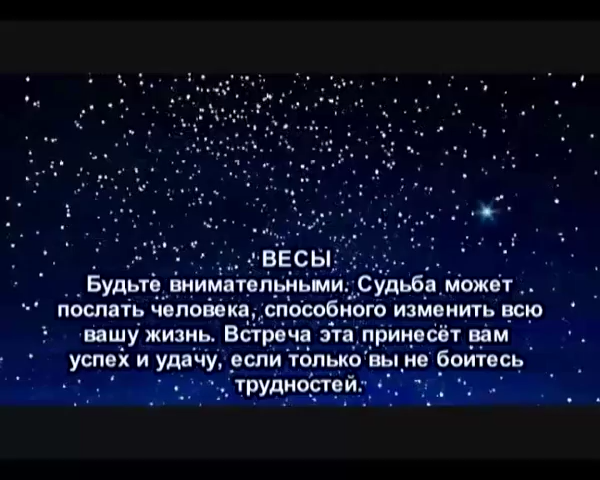 ВЕСЫ
Будьте внимательными. Судьба может
послать человека, способного изменить всю
вашу жизнь. Встреча эта принесёт вам
успех и удачу, если только вы не боитесь
трудностей.